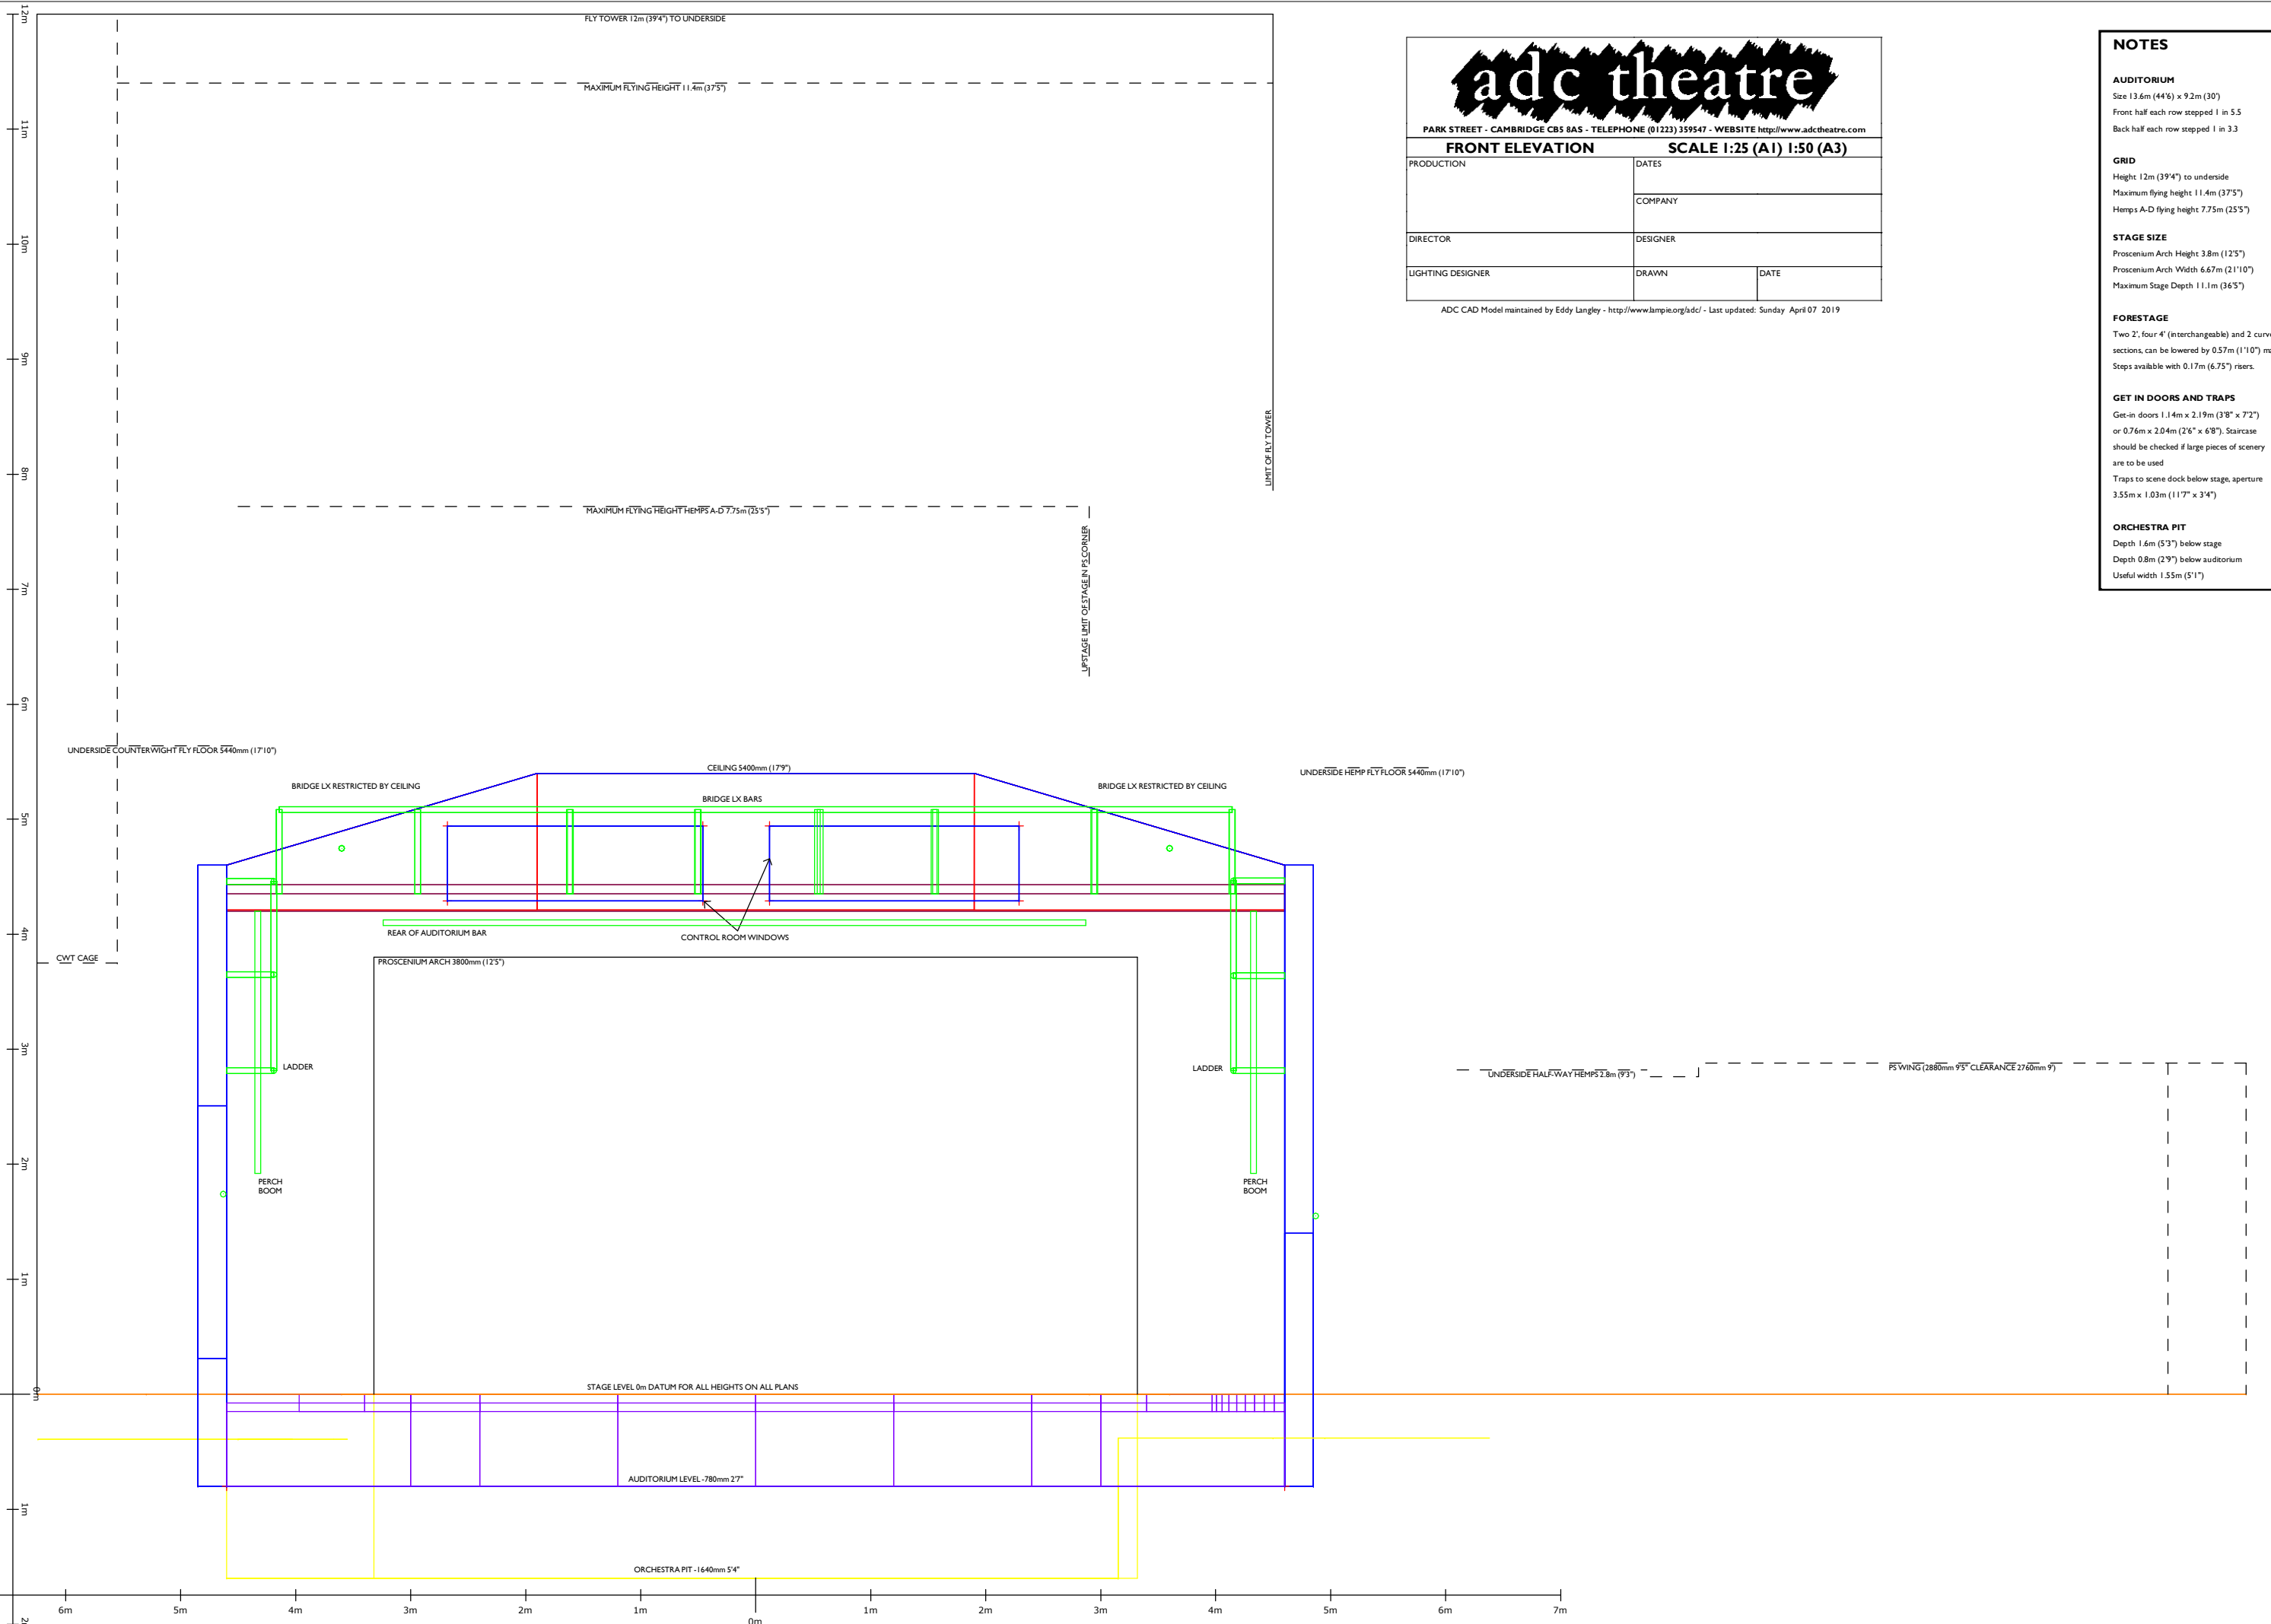 FLY TOWER 12m (39'4") TO UNDERSIDE
MAXIMUM FLYING HEIGHT 11.4m (37'5")
LIMIT OF FLY TOWER
MAXIMUM FLYING HEIGHT HEMPS A-D 7.75m (25'5")
UPSTAGE LIMIT OF STAGE IN PS CORNER
adc theatre
PARK STREET - CAMBRIDGE CB5 8AS - TELEPHONE (01223) 359547 - WEBSITE http://www.adctheatre.com
FRONT ELEVATION
SCALE 1:25 (A1) 1:50 (A3)
PRODUCTION
DATES
COMPANY
DIRECTOR
DESIGNER
LIGHTING DESIGNER
DRAWN
DATE
ADC CAD Model maintained by Eddy Langley - http://www.lampie.org/adc/ - Last updated: Sunday April 07 2019
NOTES
AUDITORIUM
Size 13.6m (44'6) x 9.2m (30')
Front half each row stepped 1 in 5.5
Back half each row stepped 1 in 3.3
GRID
Height 12m (39'4") to underside
Maximum flying height 11.4m (37'5")
Hemps A-D flying height 7.75m (25'5")
STAGE SIZE
Proscenium Arch Height 3.8m (12'5")
Proscenium Arch Width 6.67m (21'10")
Maximum Stage Depth 11.1m (36'5")
FORESTAGE
Two 2', four 4' (interchangeable) and 2
sections, can be lowered by 0.57m (1'10")
Steps available with 0.17m (6.75") risers.
GET IN DOORS AND TRAPS
Get-in doors 1.14m x 2.19m (3'8" x 7'2")
or 0.76m x 2.04m (2'6" x 6'8"). Staircase
should be checked if large pieces of scenery
are to be used
Traps to scene dock below stage, aperture
3.55m x 1.03m (11'7" x 3'4")
ORCHESTRA PIT
Depth 1.6m (5'3") below stage
Depth 0.8m (2'9") below auditorium
Useful width 1.55m (5'1")
UNDERSIDE COUNTERWIGHT FLY FLOOR 5440mm (17'10")
CEILING 5400mm (17'9")
UNDERSIDE HEMP FLY FLOOR 5440mm (17'10")
BRIDGE LX RESTRICTED BY CEILING
BRIDGE LX RESTRICTED BY CEILING
BRIDGE LX BARS
REAR OF AUDITORIUM BAR
CONTROL ROOM WINDOWS
CWT CAGE
PROSCENIUM ARCH 3800mm (12'5")
LADDER
LADDER
UNDERSIDE HALF-WAY HEMPS 2.8m (9'3")
PS WING (2880mm 9'5" CLEARANCE 2760mm 9')
PERCH
BOOM
PERCH
BOOM
STAGE LEVEL 0m DATUM FOR ALL HEIGHTS ON ALL PLANS
AUDITORIUM LEVEL -780mm 2'7"
ORCHESTRA PIT -1640mm 5'4"
12m
11m
10m
9m
8m
7m
6m
5m
4m
3m
2m
1m
0m
1m
6m
5m
4m
3m
2m
1m
0m
1m
2m
3m
4m
5m
6m
7m